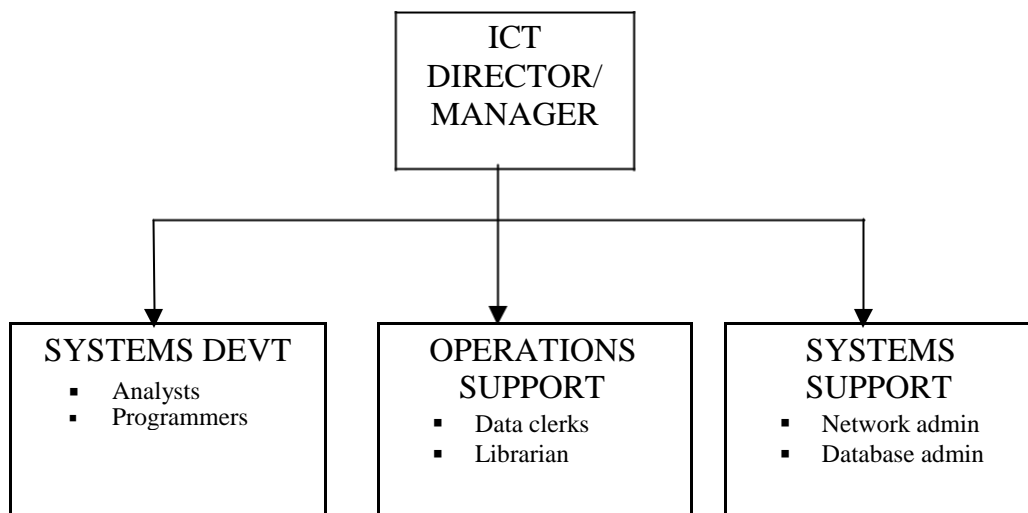 ICT
DIRECTOR/
MANAGER
SYSTEMS DEVT
▪ Analysts
▪ Programmers
OPERATIONS
SUPPORT
▪ Data clerks
▪ Librarian
SYSTEMS
SUPPORT
▪ Network admin
▪ Database admin